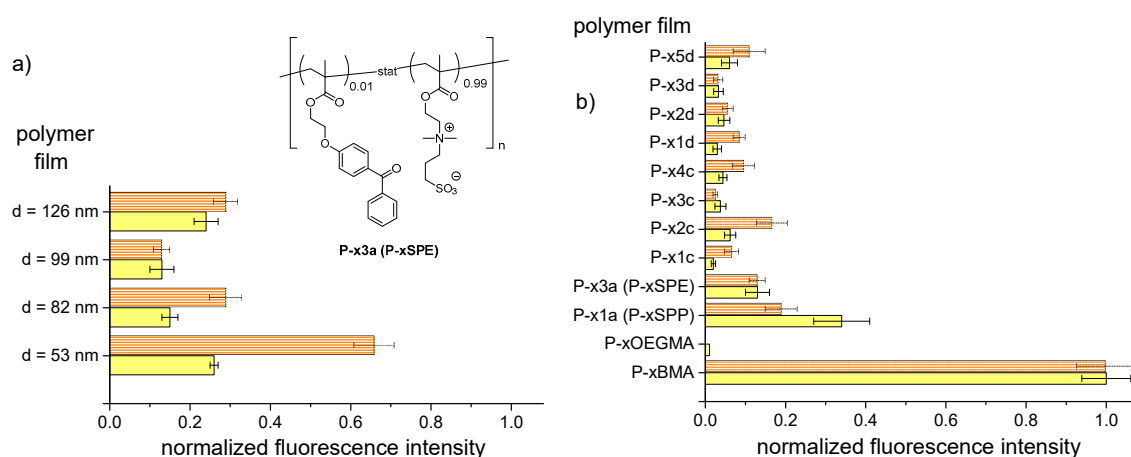 a)
polymer
film
d = 126 nm
d = 99 nm
d = 82 nm
d = 53 nm
0.0 0.2 0.4 0.6 0.8 1.0
normalized fluorescence intensity
0.01
stat
0.99
n
O
O
O
O
O
O
N
⊕
⊖
SO₃
P-x3a (P-xSPE)
polymer film
b)
P-x5d
P-x3d
P-x2d
P-x1d
P-x4c
P-x3c
P-x2c
P-x1c
P-x3a (P-xSPE)
P-x1a (P-xSPP)
P-xOEGMA
P-xBMA
0.0 0.2 0.4 0.6 0.8 1.0
normalized fluorescence intensity